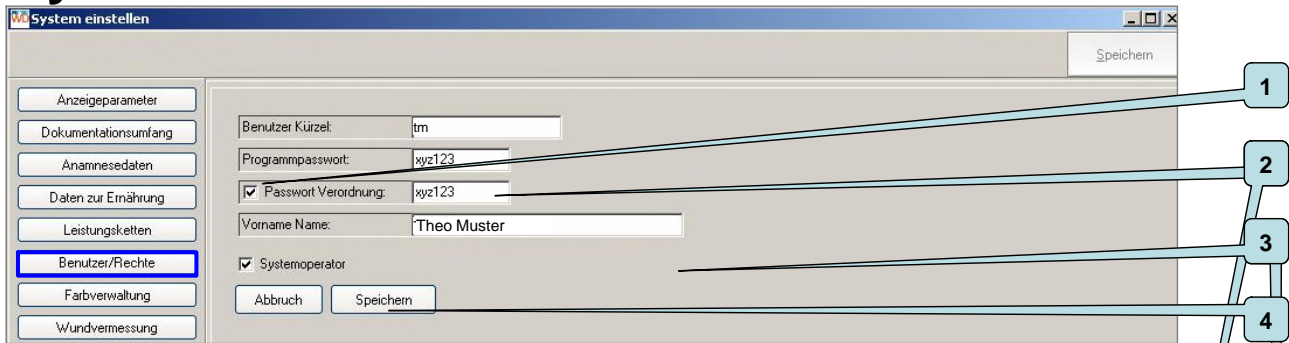 WD System einstellen
Speichern
Anzeigeparameter
Dokumentationsumfang
Anamnesedaten
Daten zur Ernährung
Leistungsketten
Benutzer/Rechte
Farbverwaltung
Wundvermessung
Benutzer Kürzel: tm
Programmpasswort: xyz123
Passwort Verordnung: xyz123
Vorname Name: Theo Muster
Systemoperator
Abbruch Speichern
1
2
3
4